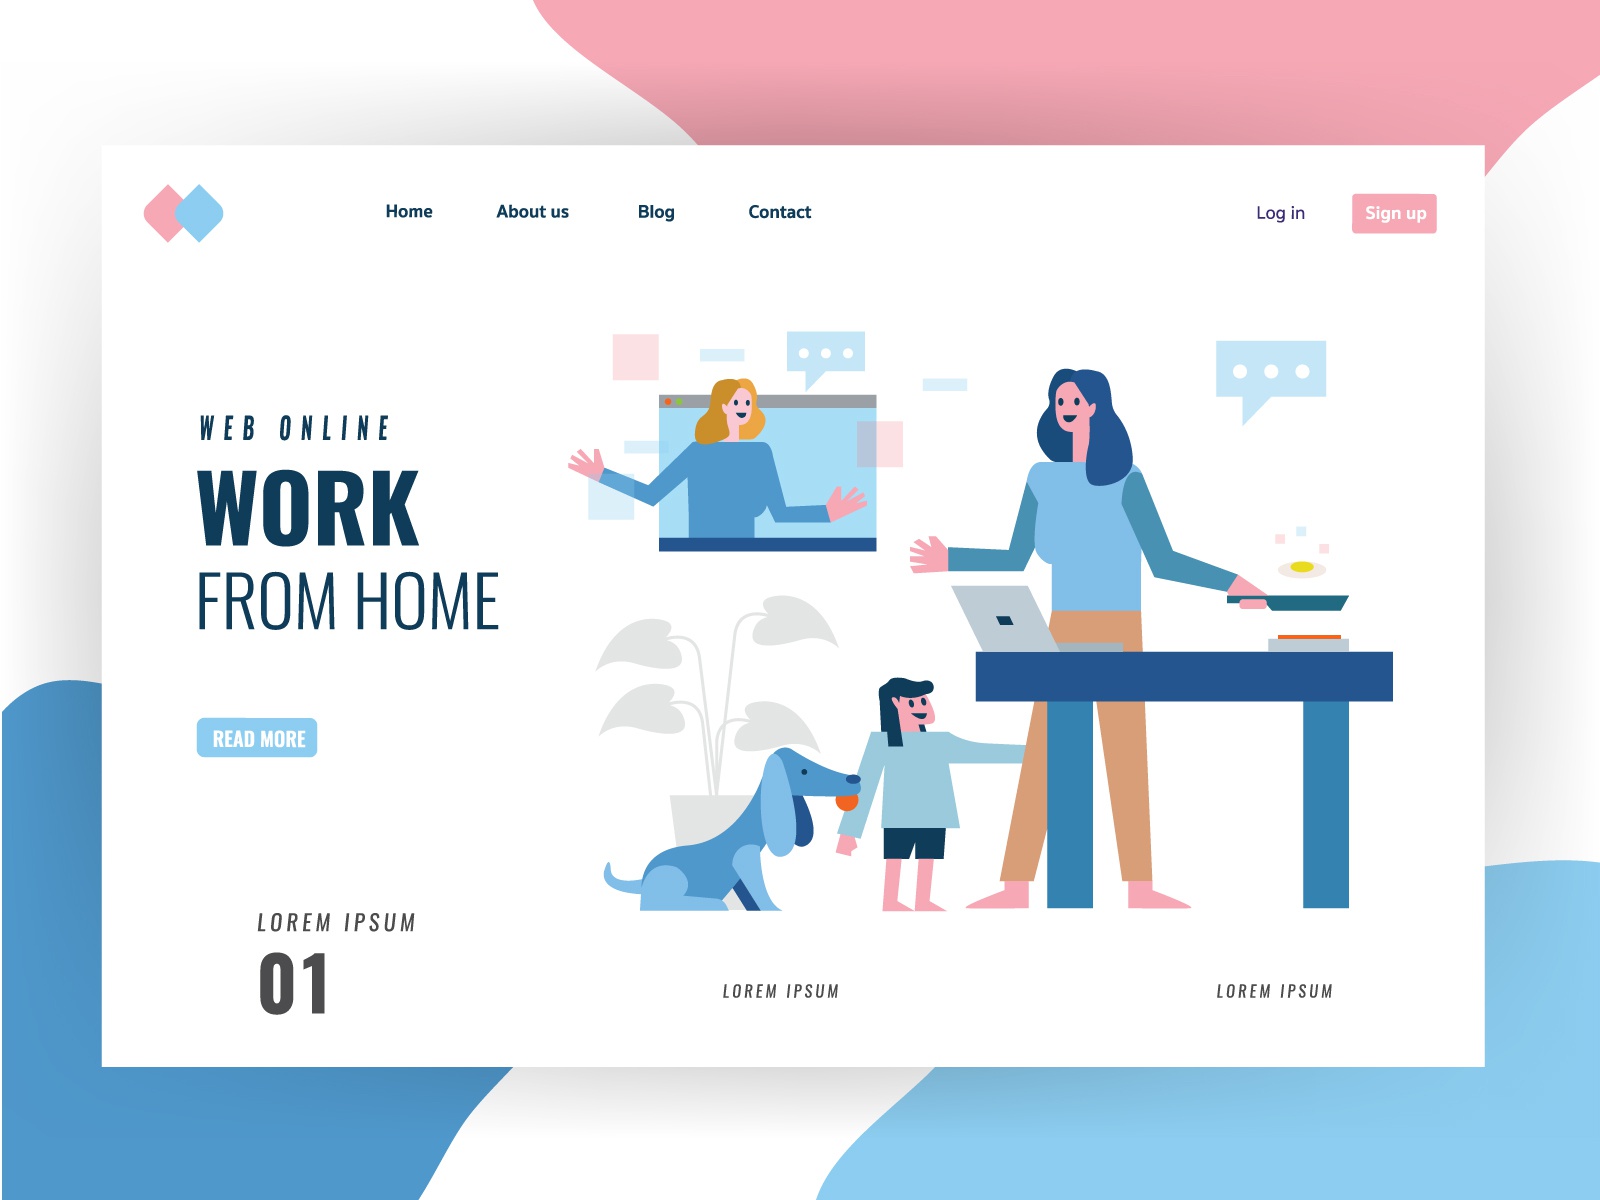 Home About us Blog Contact Log in Sign up
WEB ONLINE
WORK
FROM HOME
READ MORE
LOREM IPSUM
01
LOREM IPSUM
LOREM IPSUM